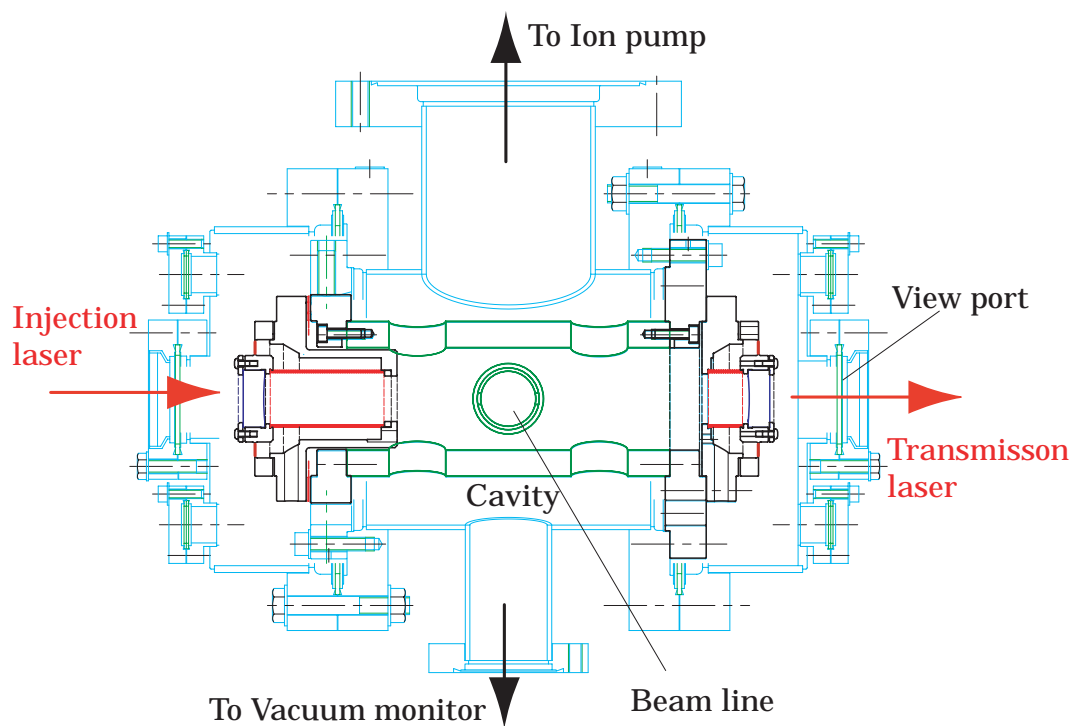 To Ion pump
View port
Injection
laser
Transmisson
laser
Cavity
Beam line
To Vacuum monitor